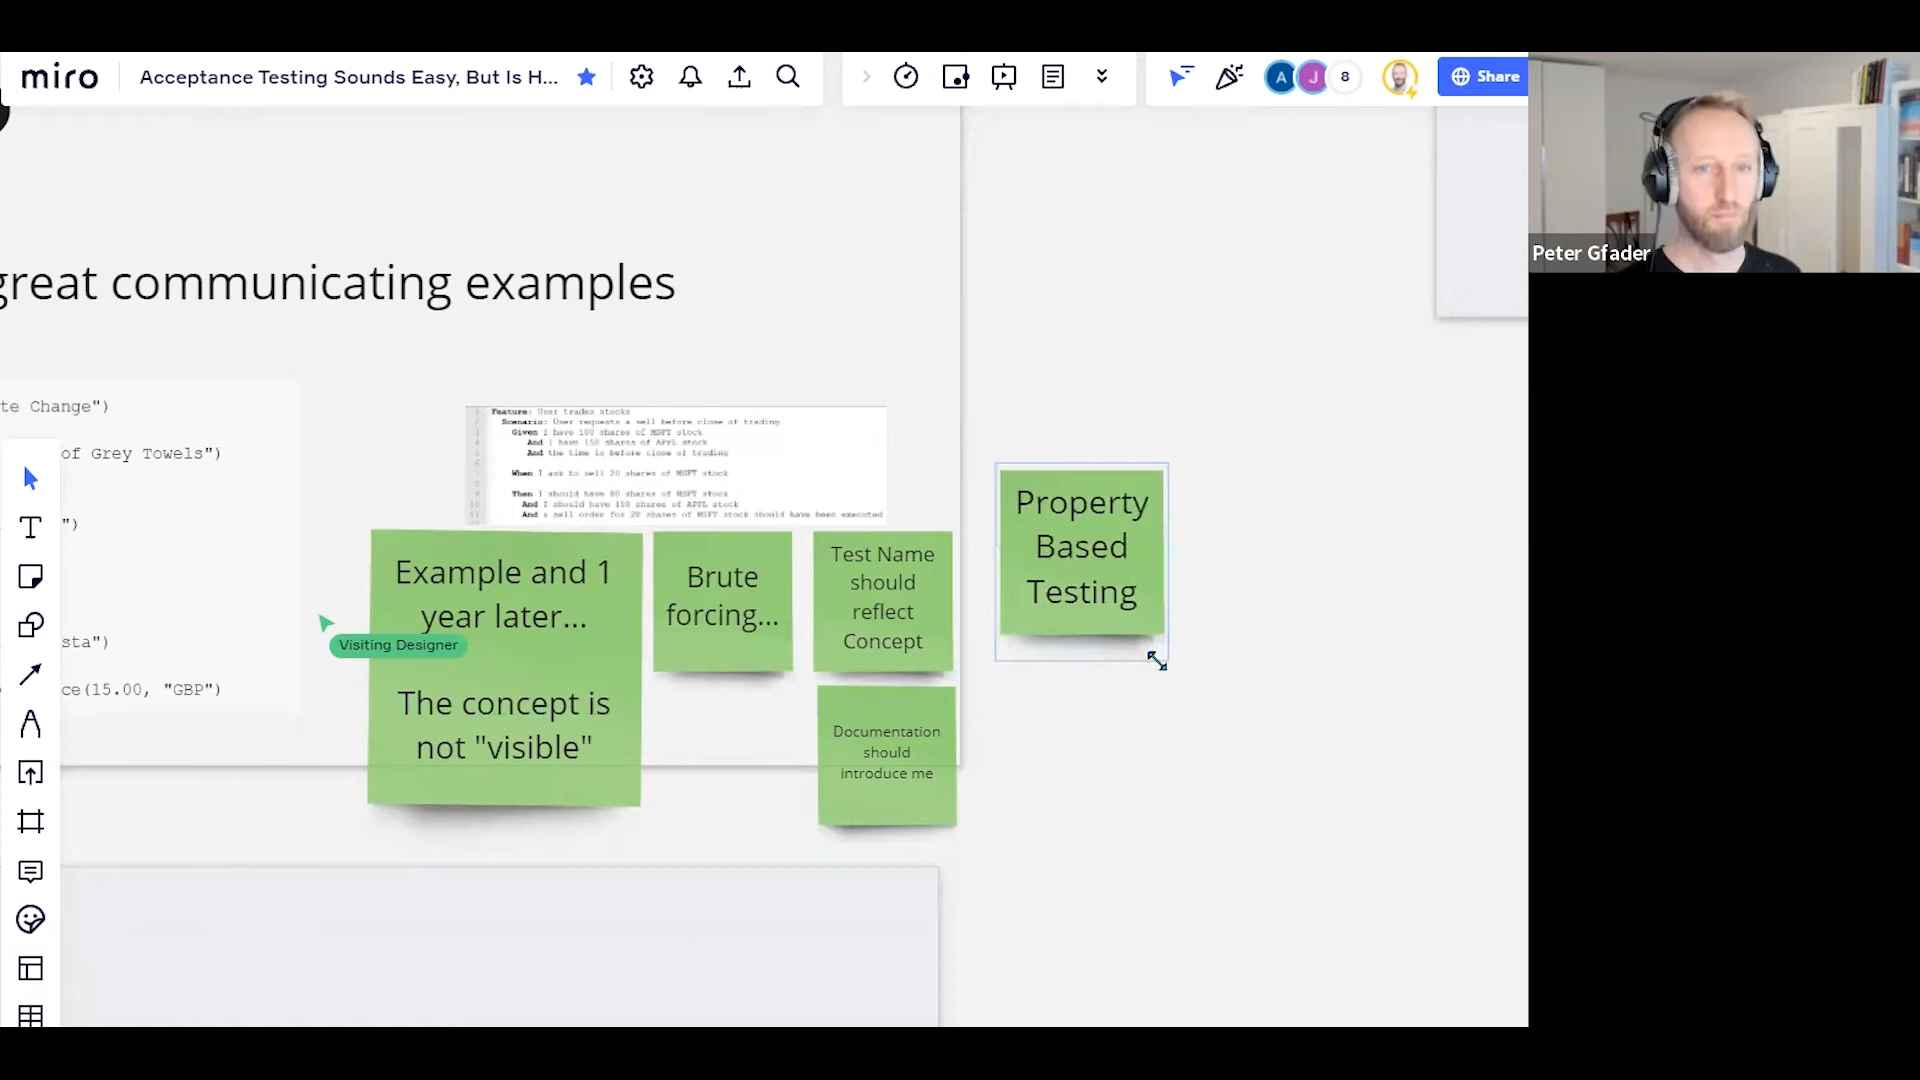 miro
Acceptance Testing Sounds Easy, But Is H...
A
J
8
Share
Peter Gfader
great communicating examples
te Change")
of Grey Towels")
")
sta")
ce(15.00, "GBP")
Feature: User trades stocks
Scenario: User requests a sell before close of trading
Given I have 100 shares of MSFT stock
And I have 150 shares of APPL stock
And the time is before close of trading
When I ask to sell 20 shares of MSFT stock
Then I should have 80 shares of MSFT stock
And I should have 150 shares of APPL stock
And a sell order for 20 shares of MSFT stock should have been executed
Example and 1
year later...
The concept is
not "visible"
Visiting Designer
Brute
forcing...
Test Name
should
reflect
Concept
Documentation
should
introduce me
Property
Based
Testing